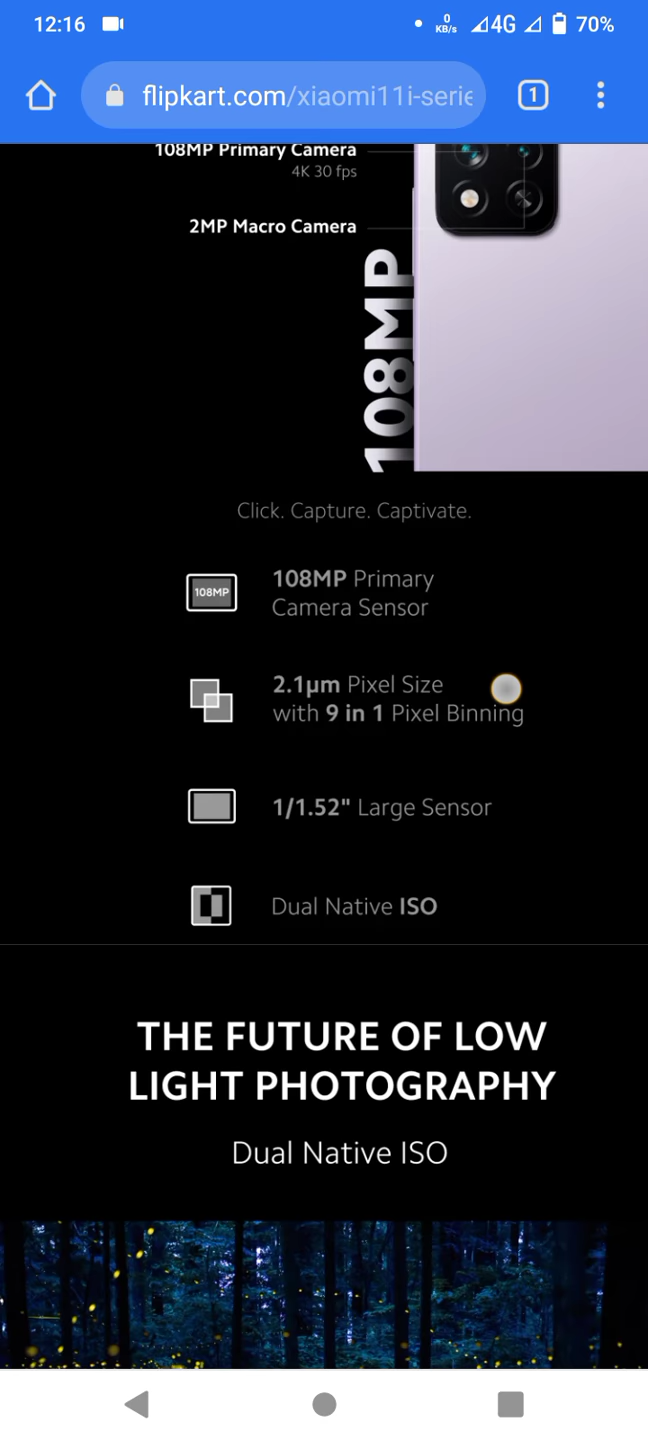 12:16
0
KB/s
4G
70%
flipkart.com/xiaomi11i-serie
1
108MP Primary Camera
4K 30 fps
2MP Macro Camera
108MP
Click. Capture. Captivate.
108MP
108MP Primary
Camera Sensor
2.1µm Pixel Size
with 9 in 1 Pixel Binning
1/1.52" Large Sensor
Dual Native ISO
THE FUTURE OF LOW
LIGHT PHOTOGRAPHY
Dual Native ISO